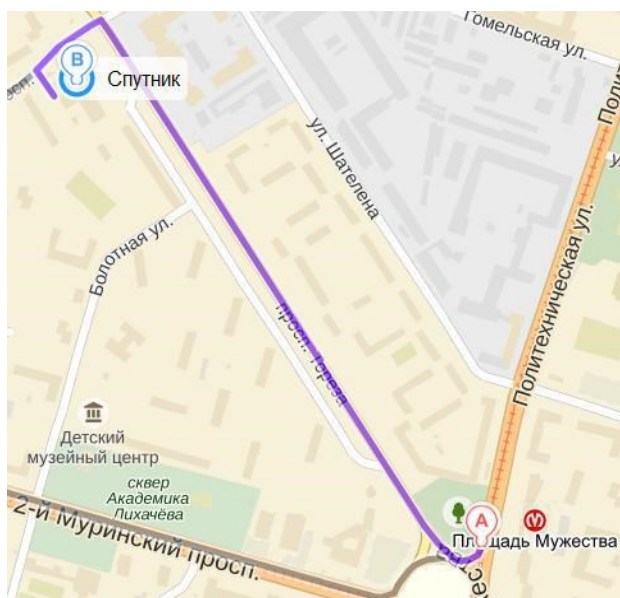 Гомельская ул.
B
Спутник
осп.
ул. Шателена
Поли
Болотная ул.
Политехническая ул.
просп. Тореза
Детский
музейный центр
сквер
Академика
Лихачёва
2-й Муринский просп.
A
Площадь Мужества